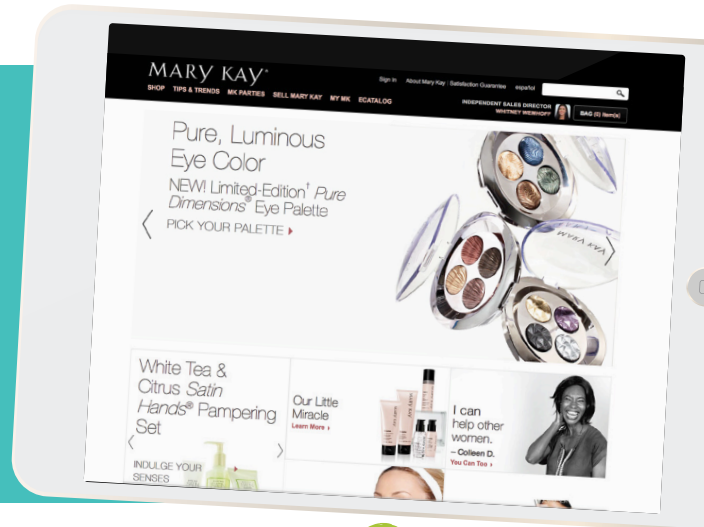 MARY KAY®
Sign In About Mary Kay Satisfaction Guarantee español
SHOP TIPS & TRENDS MK PARTIES SELL MARY KAY MY MK ECATALOG
INDEPENDENT SALES DIRECTOR
WHITNEY WEINHOFF
BAG (0) item(s)
Pure, Luminous
Eye Color
NEW! Limited-Edition† Pure
Dimensions® Eye Palette
PICK YOUR PALETTE
MARY KAY
White Tea &
Citrus Satin
Hands® Pampering
Set
INDULGE YOUR
SENSES
Our Little
Miracle
Learn More
I can
help other
women.
– Colleen D.
You Can Too